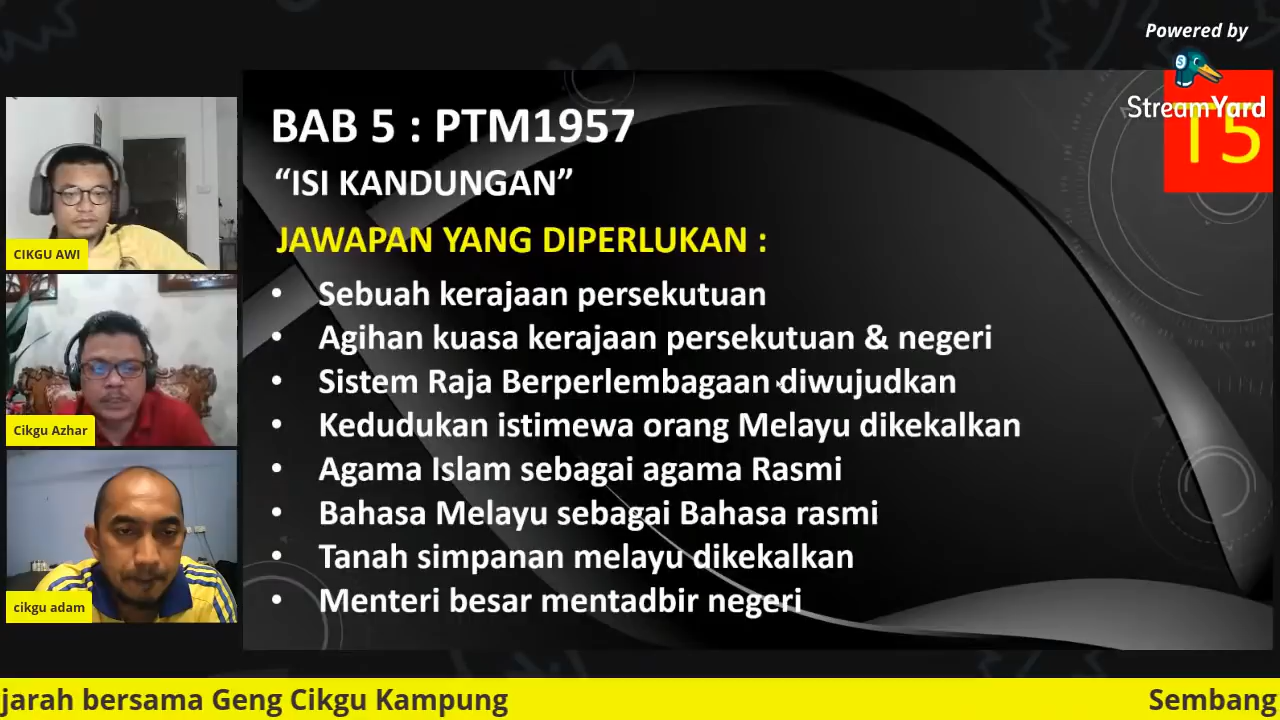 Powered by
StreamYard
T5
BAB 5 : PTM1957
“ISI KANDUNGAN”
JAWAPAN YANG DIPERLUKAN :
• Sebuah kerajaan persekutuan
• Agihan kuasa kerajaan persekutuan & negeri
• Sistem Raja Berperlembagaan diwujudkan
• Kedudukan istimewa orang Melayu dikekalkan
• Agama Islam sebagai agama Rasmi
• Bahasa Melayu sebagai Bahasa rasmi
• Tanah simpanan melayu dikekalkan
• Menteri besar mentadbir negeri
CIKGU AWI
Cikgu Azhar
cikgu adam
jarah bersama Geng Cikgu Kampung
Sembang